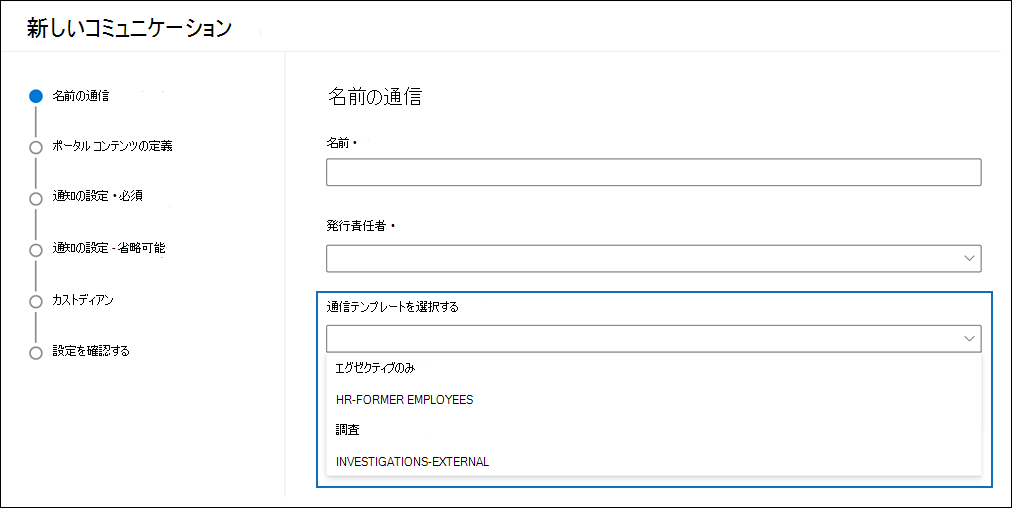 新しいコミュニケーション
名前の通信
ポータル コンテンツの定義
通知の設定・必須
通知の設定 - 省略可能
カストディアン
設定を確認する
名前の通信
名前・
発行責任者・
通信テンプレートを選択する
エグゼクティブのみ
HR-FORMER EMPLOYEES
調査
INVESTIGATIONS-EXTERNAL